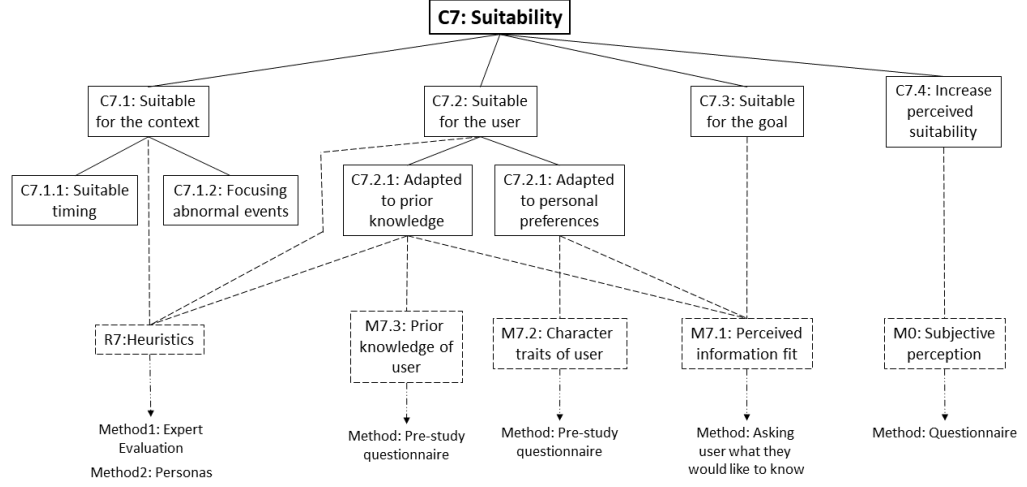 C7: Suitability
C7.1: Suitable
for the context
C7.2: Suitable
for the user
C7.3: Suitable
for the goal
C7.4: Increase
perceived
suitability
C7.1.1: Suitable
timing
C7.1.2: Focusing
abnormal events
C7.2.1: Adapted
to prior
knowledge
C7.2.1: Adapted
to personal
preferences
R7:Heuristics
M7.3: Prior
knowledge of
user
M7.2: Character
traits of user
M7.1: Perceived
information fit
M0: Subjective
perception
Method1: Expert
Evaluation
Method2: Personas
Method: Pre-study
questionnaire
Method: Pre-study
questionnaire
Method: Asking
user what they
would like to know
Method: Questionnaire